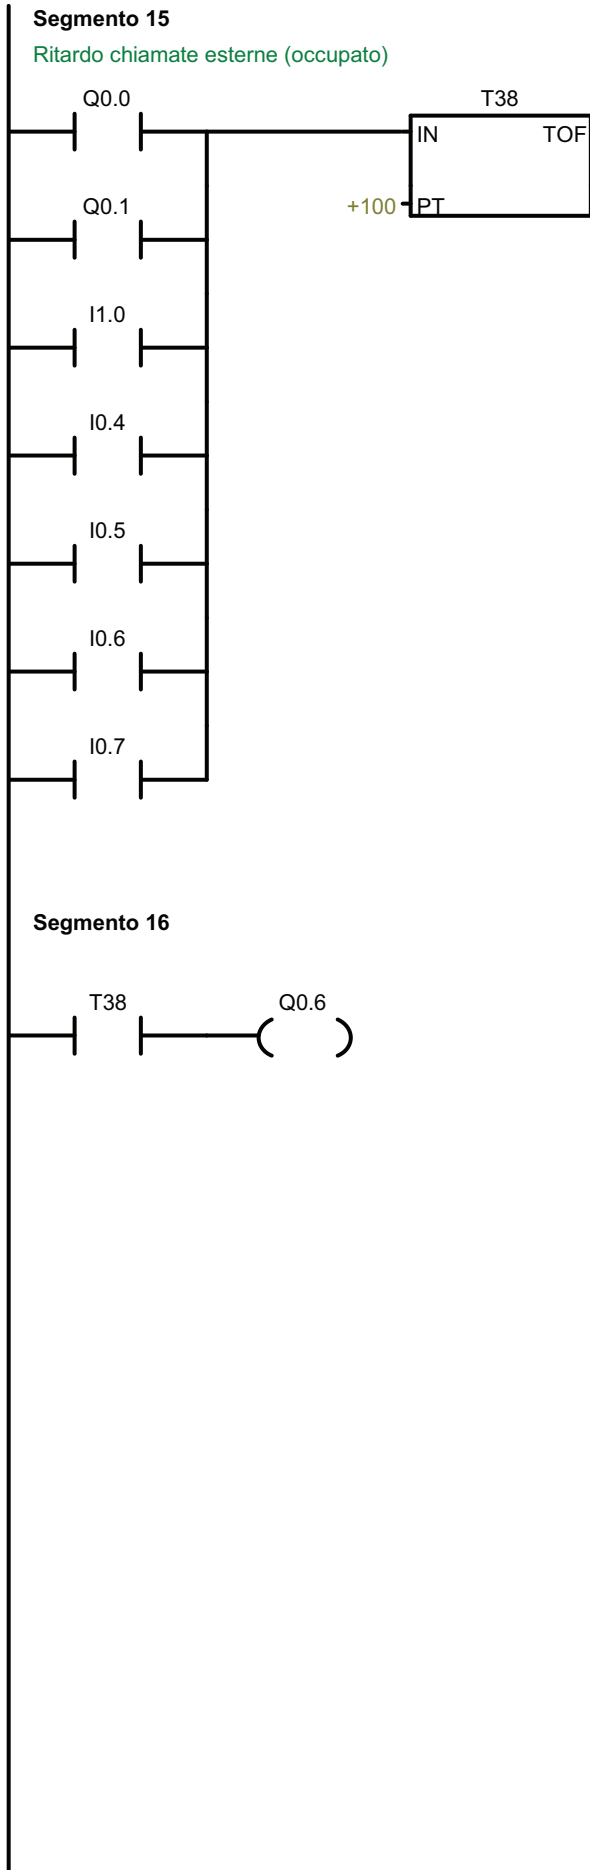 Segmento 15
Ritardo chiamate esterne (occupato)
Q0.0 T38
IN TOF
Q0.1 +100 PT
I1.0
I0.4
I0.5
I0.6
I0.7
Segmento 16
T38 Q0.6